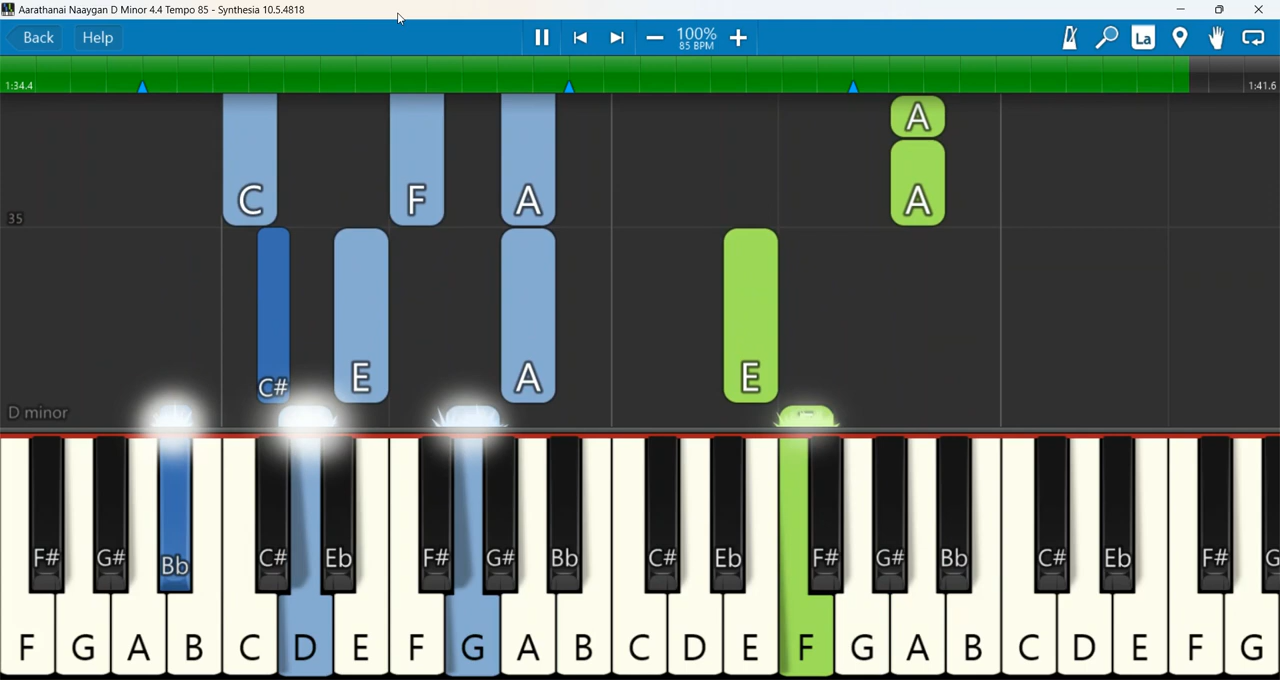 Aarathanai Naaygan D Minor 4.4 Tempo 85 - Synthesia 10.5.4818
Back Help 100% La
85 BPM
1:34.4 1:41.6
A
C F A A
35
C# E A E
D minor
F# G# Bb C# Eb F# G# Bb C# Eb F# G# Bb C# Eb F# G
F G A B C D E F G A B C D E F G A B C D E F G